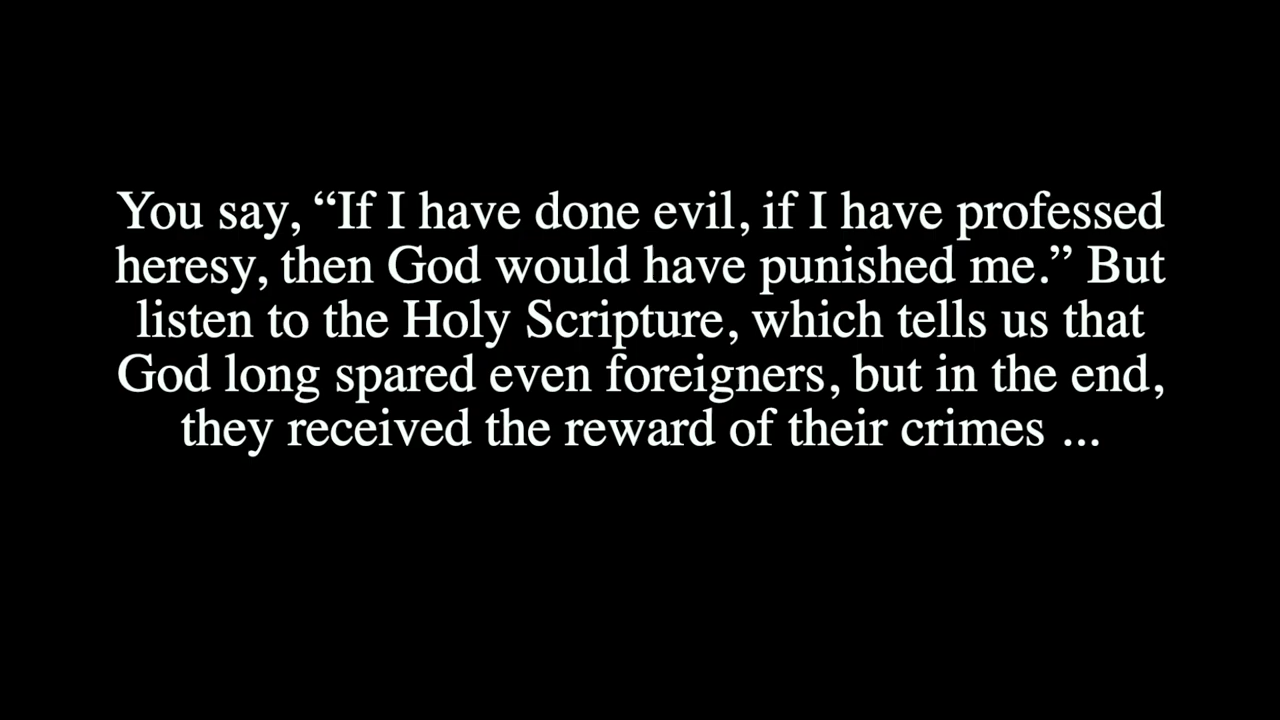 You say, “If I have done evil, if I have professed
heresy, then God would have punished me.” But
listen to the Holy Scripture, which tells us that
God long spared even foreigners, but in the end,
they received the reward of their crimes ...